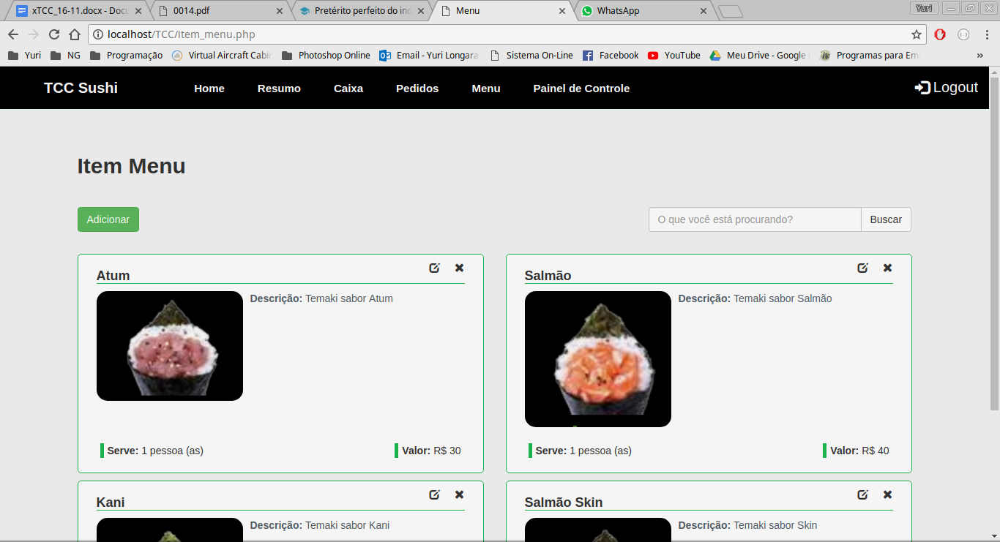 xTCC_16-11.docx - Docu
0014.pdf
Pretérito perfeito do ind
Menu
WhatsApp
Yuri
localhost/TCC/item_menu.php
Yuri
NG
Programação
Virtual Aircraft Cabin
Photoshop Online
Email - Yuri Longara
Sistema On-Line
Facebook
YouTube
Meu Drive - Google
Programas para Em
»
TCC Sushi
Home
Resumo
Caixa
Pedidos
Menu
Painel de Controle
Logout
Item Menu
Adicionar
O que você está procurando?
Buscar
Atum
Descrição: Temaki sabor Atum
Serve: 1 pessoa (as)
Valor: R$ 30
Salmão
Descrição: Temaki sabor Salmão
Serve: 1 pessoa (as)
Valor: R$ 40
Kani
Descrição: Temaki sabor Kani
Salmão Skin
Descrição: Temaki sabor Skin